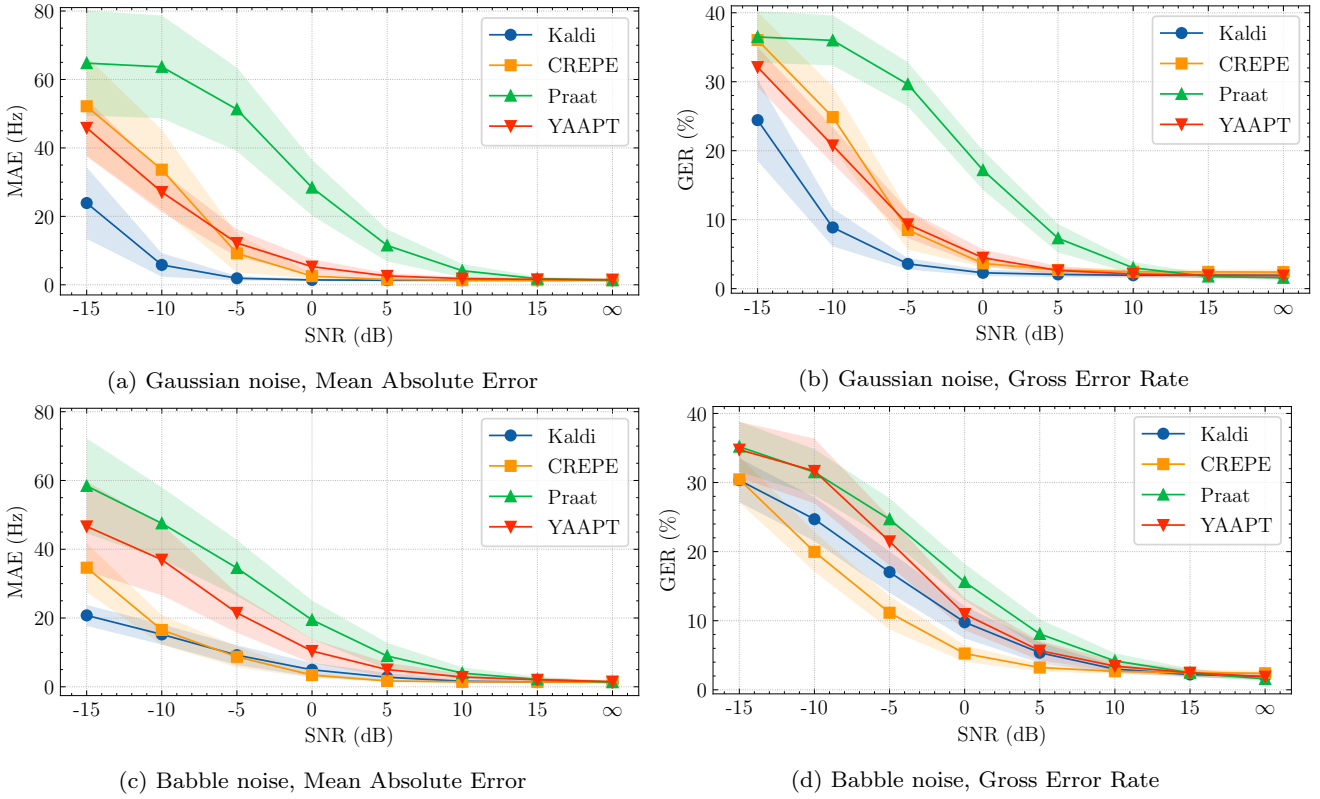 80
60
40
20
0
MAE (Hz)
Kaldi
CREPE
Praat
YAAPT
-15 -10 -5 0 5 10 15 ∞
SNR (dB)
(a) Gaussian noise, Mean Absolute Error
40
30
20
10
0
GER (%)
Kaldi
CREPE
Praat
YAAPT
-15 -10 -5 0 5 10 15 ∞
SNR (dB)
(b) Gaussian noise, Gross Error Rate
80
60
40
20
0
MAE (Hz)
Kaldi
CREPE
Praat
YAAPT
-15 -10 -5 0 5 10 15 ∞
SNR (dB)
(c) Babble noise, Mean Absolute Error
40
30
20
10
0
GER (%)
Kaldi
CREPE
Praat
YAAPT
-15 -10 -5 0 5 10 15 ∞
SNR (dB)
(d) Babble noise, Gross Error Rate